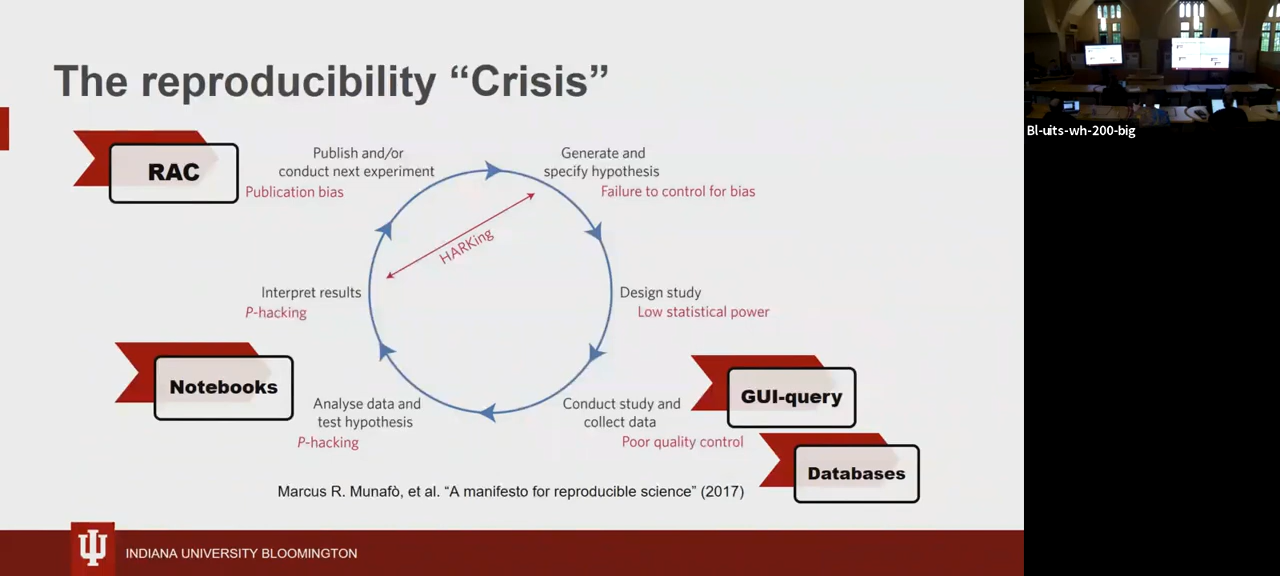 The reproducibility “Crisis”
RAC
Publish and/or
conduct next experiment
Publication bias
Generate and
specify hypothesis
Failure to control for bias
HARKing
Interpret results
P-hacking
Design study
Low statistical power
Notebooks
Analyse data and
test hypothesis
P-hacking
Conduct study and
collect data
Poor quality control
GUI-query
Databases
Marcus R. Munafò, et al. “A manifesto for reproducible science” (2017)
INDIANA UNIVERSITY BLOOMINGTON
Bl-uits-wh-200-big